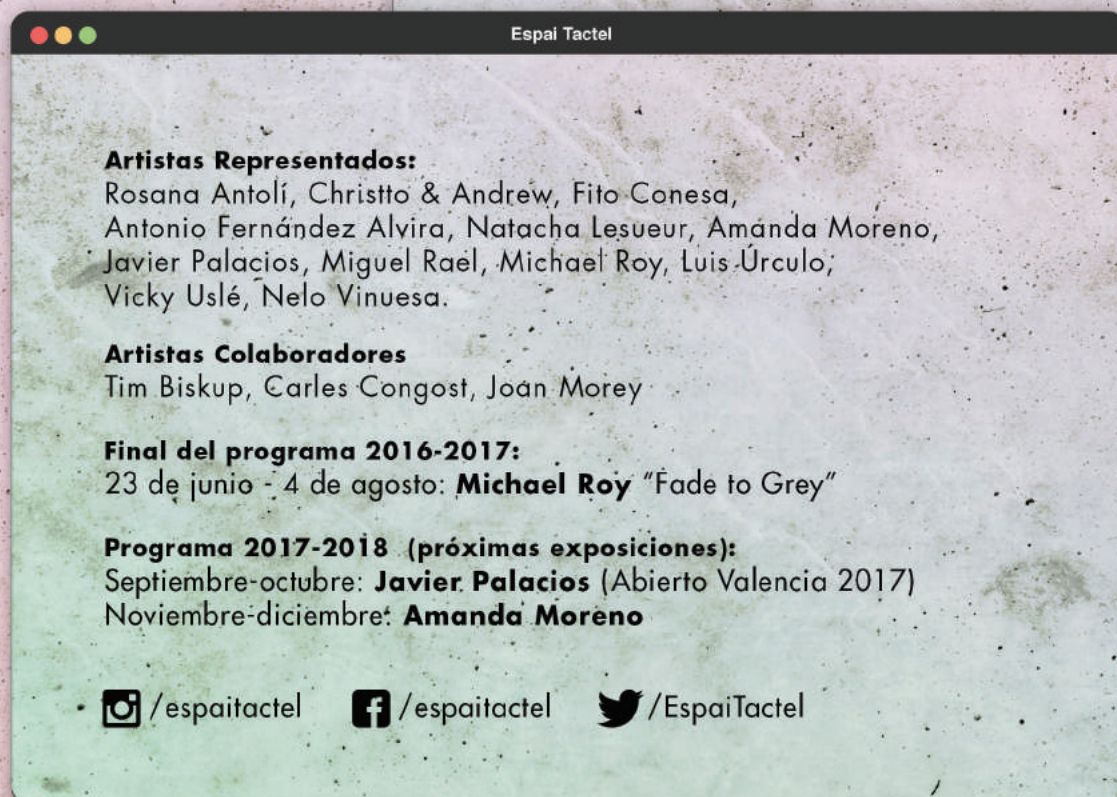 Espai Tactel
Artistas Representados:
Rosana Antolí, Christto & Andrew, Fito Conesa,
Antonio Fernández Alvira, Natacha Lesueur, Amanda Moreno,
Javier Palacios, Miguel Rael, Michael Roy, Luis Úrculo,
Vicky Uslé, Nelo Vinuesa.
Artistas Colaboradores
Tim Biskup, Carles Congost, Joan Morey
Final del programa 2016-2017:
23 de junio - 4 de agosto: Michael Roy “Fade to Grey”
Programa 2017-2018 (próximas exposiciones):
Septiembre-octubre: Javier Palacios (Abierto Valencia 2017)
Noviembre-diciembre: Amanda Moreno
/espaitactel /espaitactel /EspaiTactel